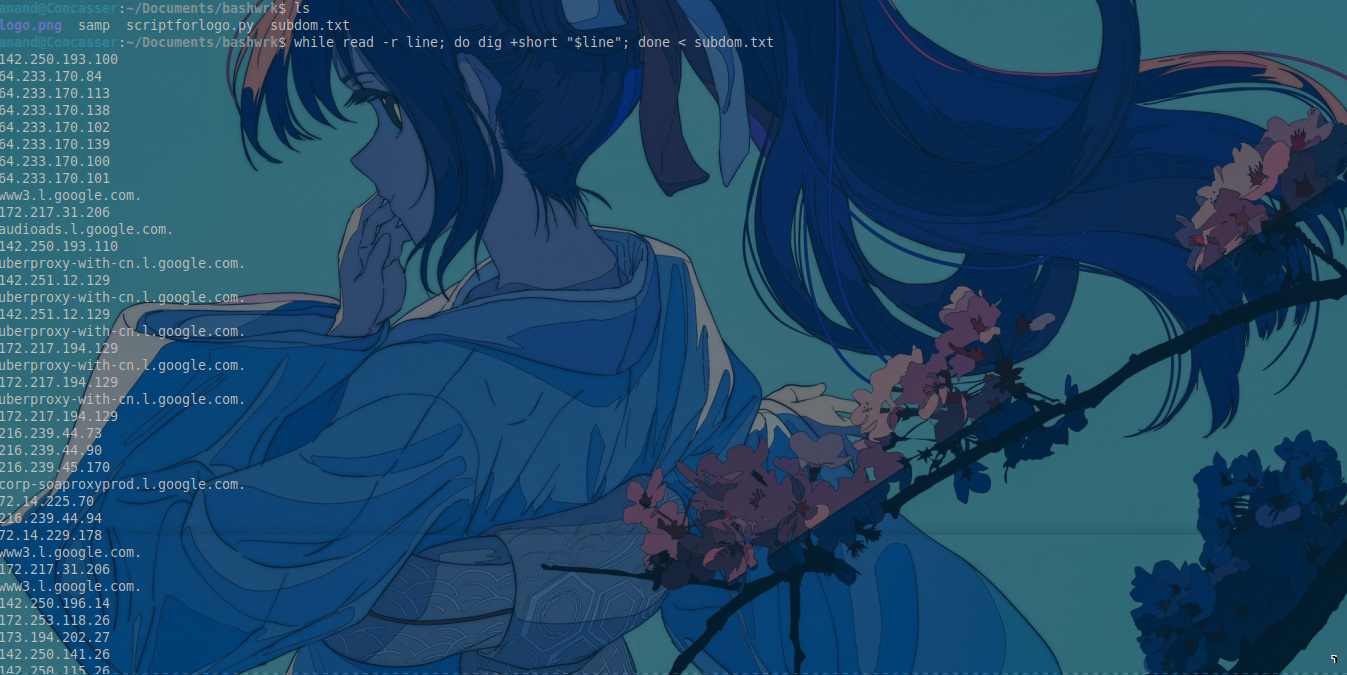 anand@Concasser:~/Documents/bashwrk$ ls
logo.png  samp  scriptforlogo.py  subdom.txt
anand@Concasser:~/Documents/bashwrk$ while read -r line; do dig +short "$line"; done < subdom.txt
142.250.193.100
64.233.170.84
64.233.170.113
64.233.170.138
64.233.170.102
64.233.170.139
64.233.170.100
64.233.170.101
www3.l.google.com.
172.217.31.206
audioads.l.google.com.
142.250.193.110
uberproxy-with-cn.l.google.com.
142.251.12.129
uberproxy-with-cn.l.google.com.
142.251.12.129
uberproxy-with-cn.l.google.com.
172.217.194.129
uberproxy-with-cn.l.google.com.
172.217.194.129
uberproxy-with-cn.l.google.com.
172.217.194.129
216.239.44.73
216.239.44.90
216.239.45.170
corp-soaproxyprod.l.google.com.
72.14.225.70
216.239.44.94
72.14.229.178
www3.l.google.com.
172.217.31.206
www3.l.google.com.
142.250.196.14
172.253.118.26
173.194.202.27
142.250.141.26
142.250.115.26